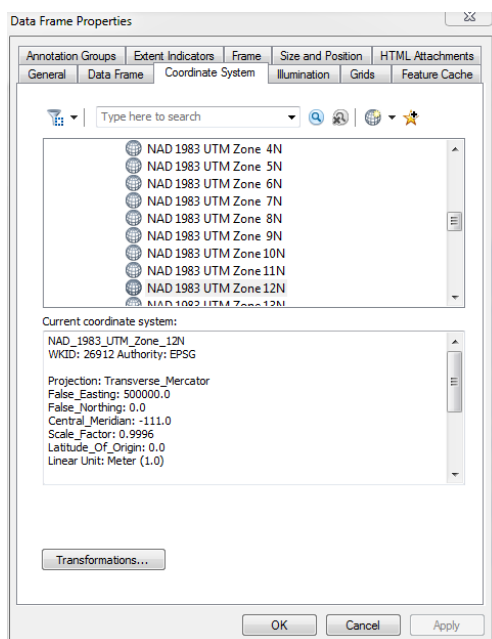 Data Frame Properties
Annotation Groups Extent Indicators Frame Size and Position HTML Attachments
General Data Frame Coordinate System Illumination Grids Feature Cache
Type here to search
NAD 1983 UTM Zone 4N
NAD 1983 UTM Zone 5N
NAD 1983 UTM Zone 6N
NAD 1983 UTM Zone 7N
NAD 1983 UTM Zone 8N
NAD 1983 UTM Zone 9N
NAD 1983 UTM Zone 10N
NAD 1983 UTM Zone 11N
NAD 1983 UTM Zone 12N
NAD 1983 UTM Zone 13N
Current coordinate system:
NAD_1983_UTM_Zone_12N
WKID: 26912 Authority: EPSG
Projection: Transverse_Mercator
False_Easting: 500000.0
False_Northing: 0.0
Central_Meridian: -111.0
Scale_Factor: 0.9996
Latitude_Of_Origin: 0.0
Linear Unit: Meter (1.0)
Transformations...
OK Cancel Apply